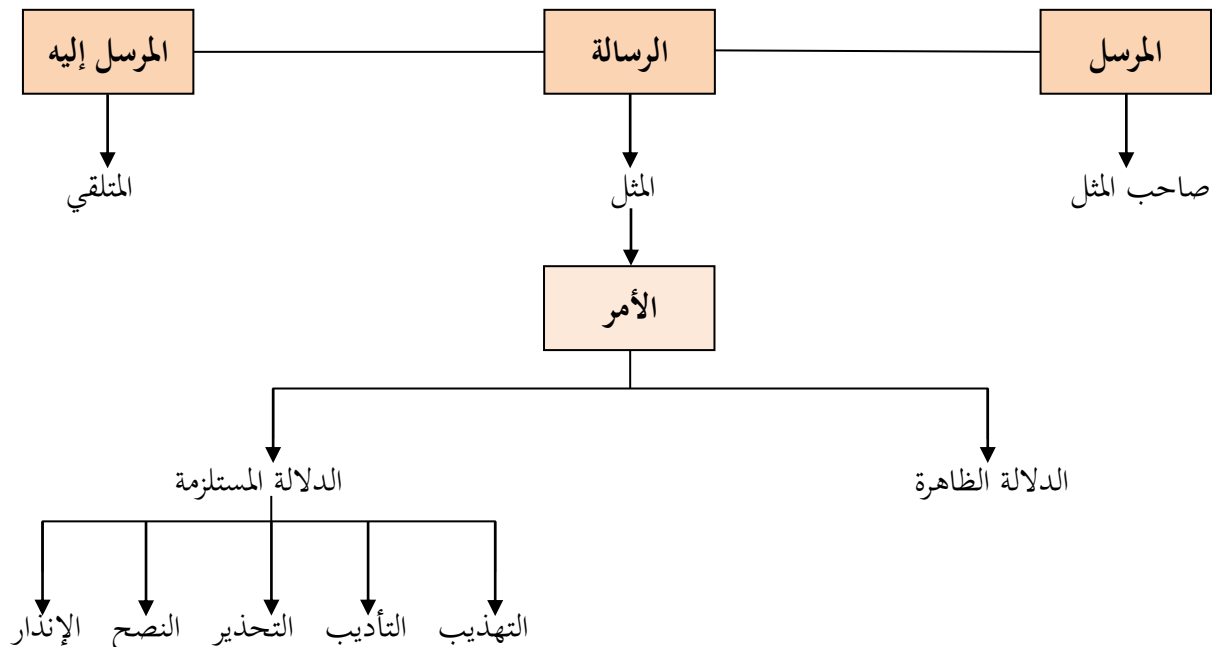 المرسل الرسالة المرسل إليه
صاحب المثل المثل المتلقي
الأمر
الدلالة الظاهرة الدلالة المستلزمة
التهذيب التأديب التحذير النصح الإنذار